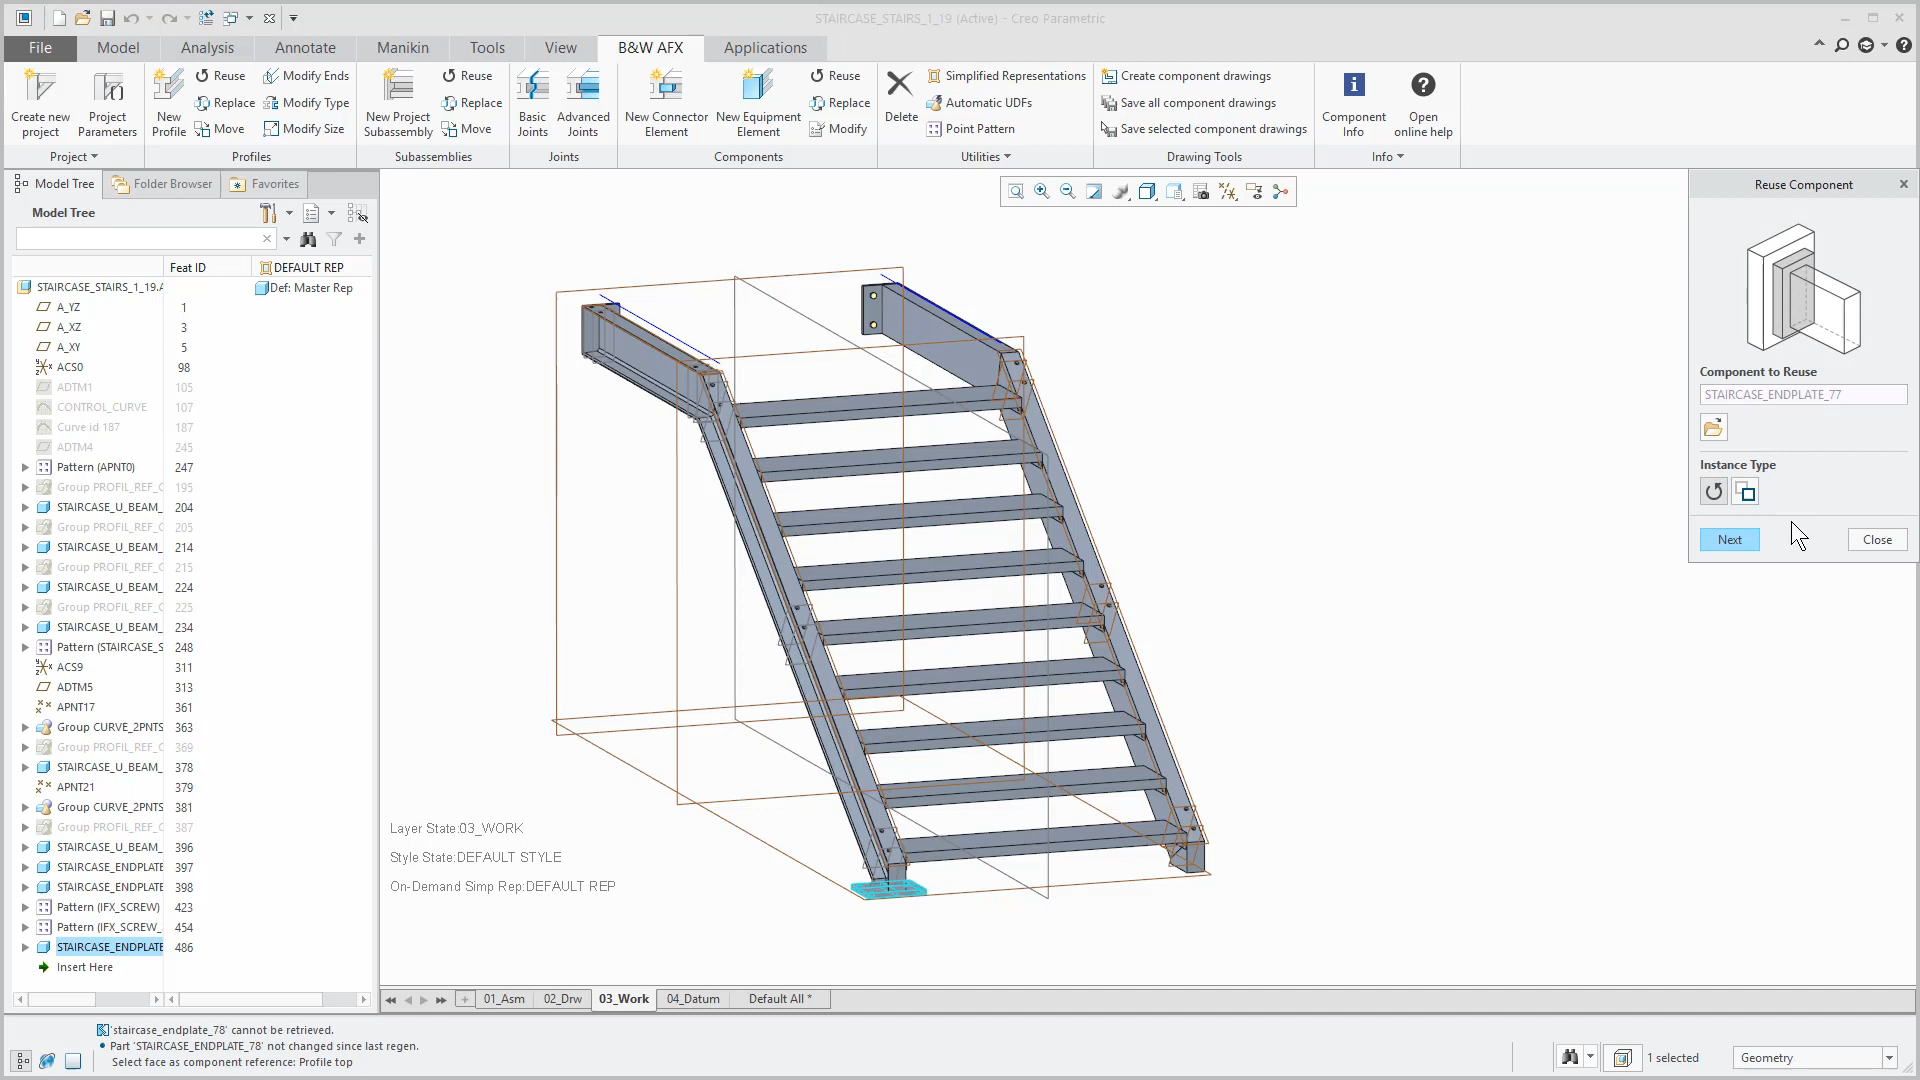 STAIRCASE_STAIRS_1_19 (Active) - Creo Parametric
File Model Analysis Annotate Manikin Tools View B&W AFX Applications
Create new project
Project Parameters
Project
New Profile
Reuse
Replace
Move
Modify Ends
Modify Type
Modify Size
Profiles
New Project Subassembly
Reuse
Replace
Move
Subassemblies
Basic Joints
Advanced Joints
Joints
New Connector Element
New Equipment Element
Reuse
Replace
Modify
Components
Delete
Simplified Representations
Automatic UDFs
Point Pattern
Utilities
Create component drawings
Save all component drawings
Save selected component drawings
Drawing Tools
Component Info
Open online help
Info
Model Tree Folder Browser Favorites
Model Tree
Feat ID DEFAULT REP
STAIRCASE_STAIRS_1_19.A Def: Master Rep
A_YZ 1
A_XZ 3
A_XY 5
ACS0 98
ADTM1 105
CONTROL_CURVE 107
Curve id 187 187
ADTM4 245
Pattern (APNT0) 247
Group PROFIL_REF_C 195
STAIRCASE_U_BEAM_ 204
Group PROFIL_REF_C 205
STAIRCASE_U_BEAM_ 214
Group PROFIL_REF_C 215
STAIRCASE_U_BEAM_ 224
Group PROFIL_REF_C 225
STAIRCASE_U_BEAM_ 234
Pattern (STAIRCASE_S 248
ACS9 311
ADTM5 313
APNT17 361
Group CURVE_2PNTS 363
Group PROFIL_REF_C 369
STAIRCASE_U_BEAM_ 378
APNT21 379
Group CURVE_2PNTS 381
Group PROFIL_REF_C 387
STAIRCASE_U_BEAM_ 396
STAIRCASE_ENDPLATE 397
STAIRCASE_ENDPLATE 398
Pattern (IFX_SCREW) 423
Pattern (IFX_SCREW_ 454
STAIRCASE_ENDPLATE 486
Insert Here
Layer State:03_WORK
Style State:DEFAULT STYLE
On-Demand Simp Rep:DEFAULT REP
01_Asm 02_Drw 03_Work 04_Datum Default All *
Reuse Component
Component to Reuse
STAIRCASE_ENDPLATE_77
Instance Type
Next Close
'staircase_endplate_78' cannot be retrieved.
• Part 'STAIRCASE_ENDPLATE_78' not changed since last regen.
Select face as component reference: Profile top
1 selected
Geometry